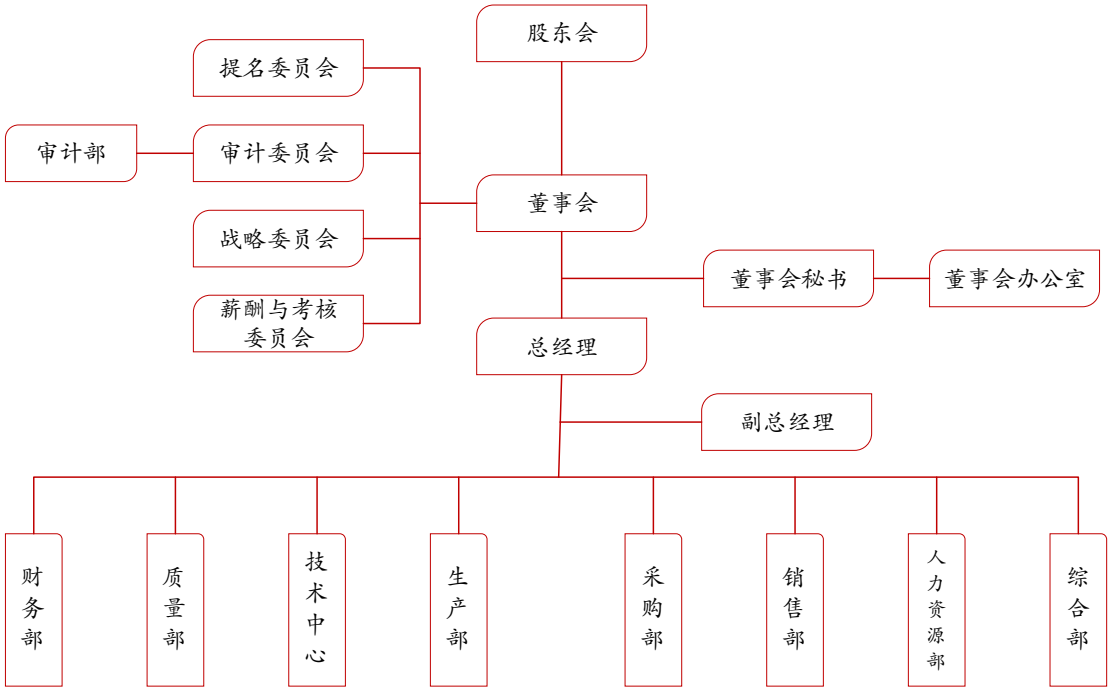 股东会
提名委员会
审计部
审计委员会
董事会
战略委员会
董事会秘书
董事会办公室
薪酬与考核
委员会
总经理
副总经理
财务部
质量部
技术中心
生产部
采购部
销售部
人力资源部
综合部